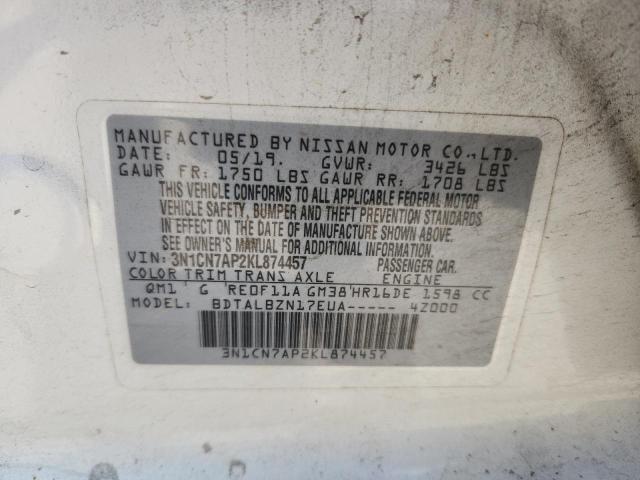 MANUFACTURED BY NISSAN MOTOR CO.,LTD.
DATE: 05/19. GVWR: 3426 LBS
GAWR FR: 1750 LBS GAWR RR: 1708 LBS
THIS VEHICLE CONFORMS TO ALL APPLICABLE FEDERAL MOTOR
VEHICLE SAFETY, BUMPER AND THEFT PREVENTION STANDARDS
IN EFFECT ON THE DATE OF MANUFACTURE SHOWN ABOVE.
SEE OWNER'S MANUAL FOR ADDITIONAL INFORMATION.
VIN: 3N1CN7AP2KL874457 PASSENGER CAR.
COLOR TRIM TRANS AXLE ENGINE
QM1 G RE0F11A GM38 HR16DE 1598 CC
MODEL: BDTALBZN17EUA----- 4Z000
3N1CN7AP2KL874457